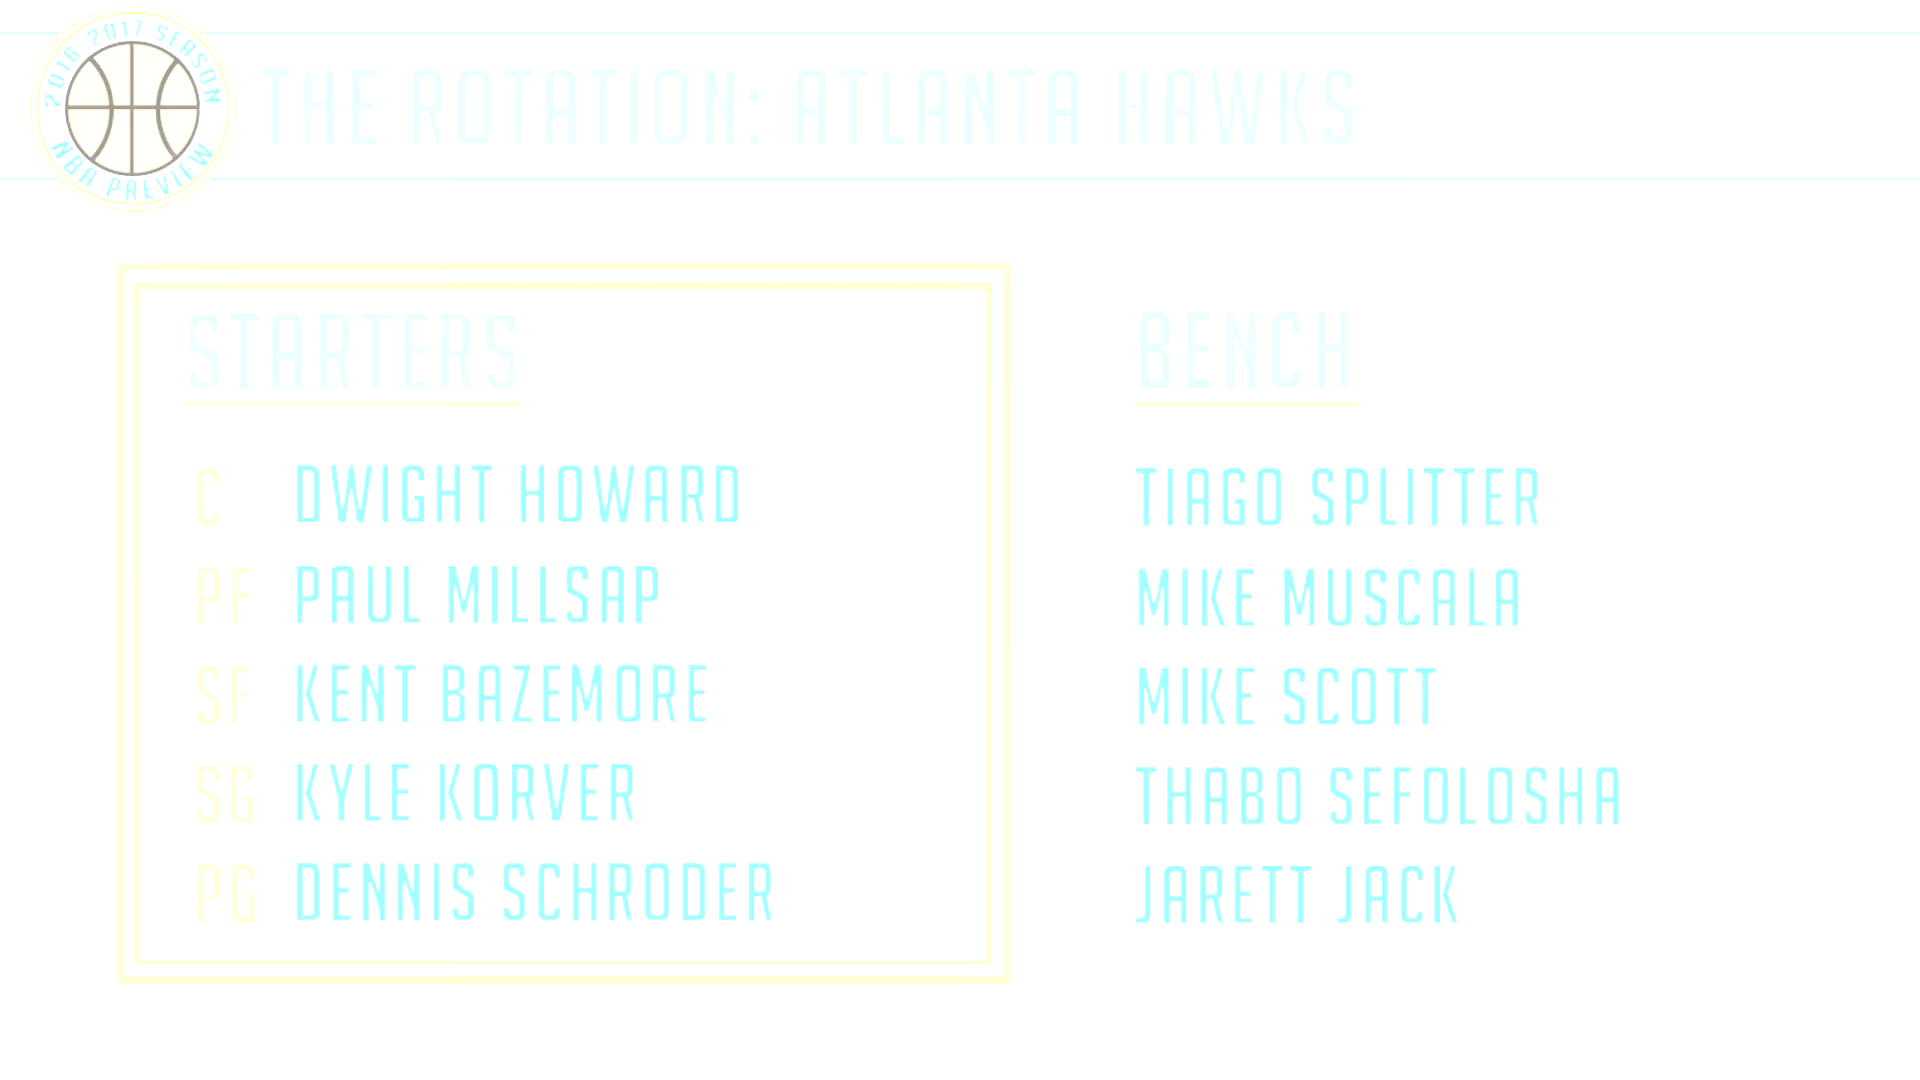 2016 2017 SEASON
NBA PREVIEW
THE ROTATION: ATLANTA HAWKS
STARTERS
C DWIGHT HOWARD
PF PAUL MILLSAP
SF KENT BAZEMORE
SG KYLE KORVER
PG DENNIS SCHRODER
BENCH
TIAGO SPLITTER
MIKE MUSCALA
MIKE SCOTT
THABO SEFOLOSHA
JARETT JACK